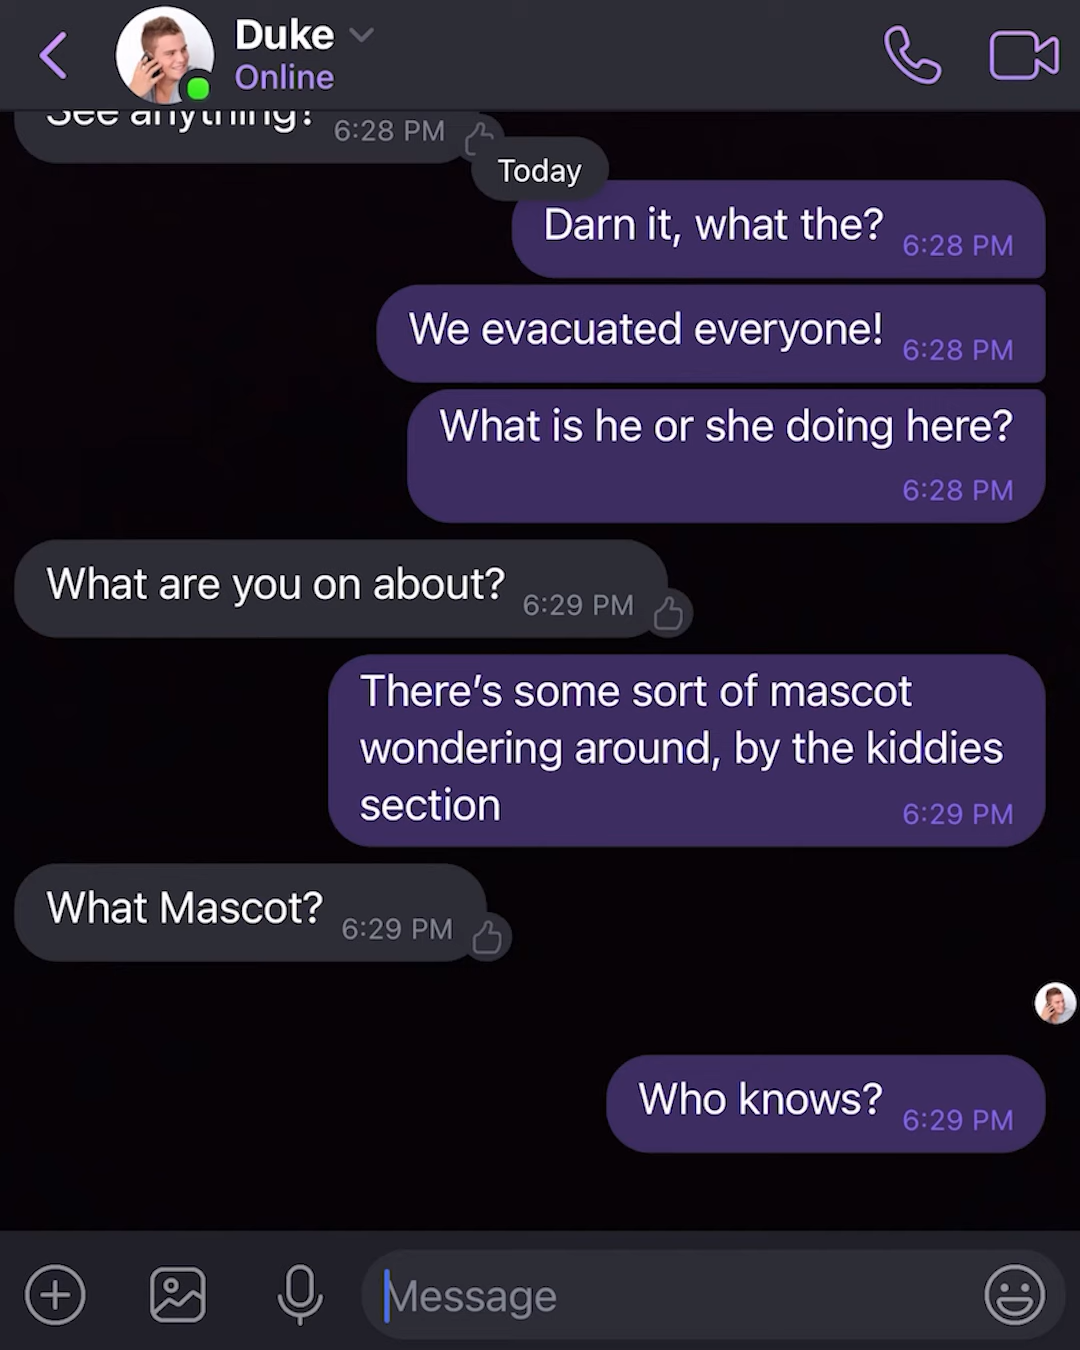 Duke
Online
See anything?
6:28 PM
Today
Darn it, what the?
6:28 PM
We evacuated everyone!
6:28 PM
What is he or she doing here?
6:28 PM
What are you on about?
6:29 PM
There’s some sort of mascot
wondering around, by the kiddies
section
6:29 PM
What Mascot?
6:29 PM
Who knows?
6:29 PM
Message